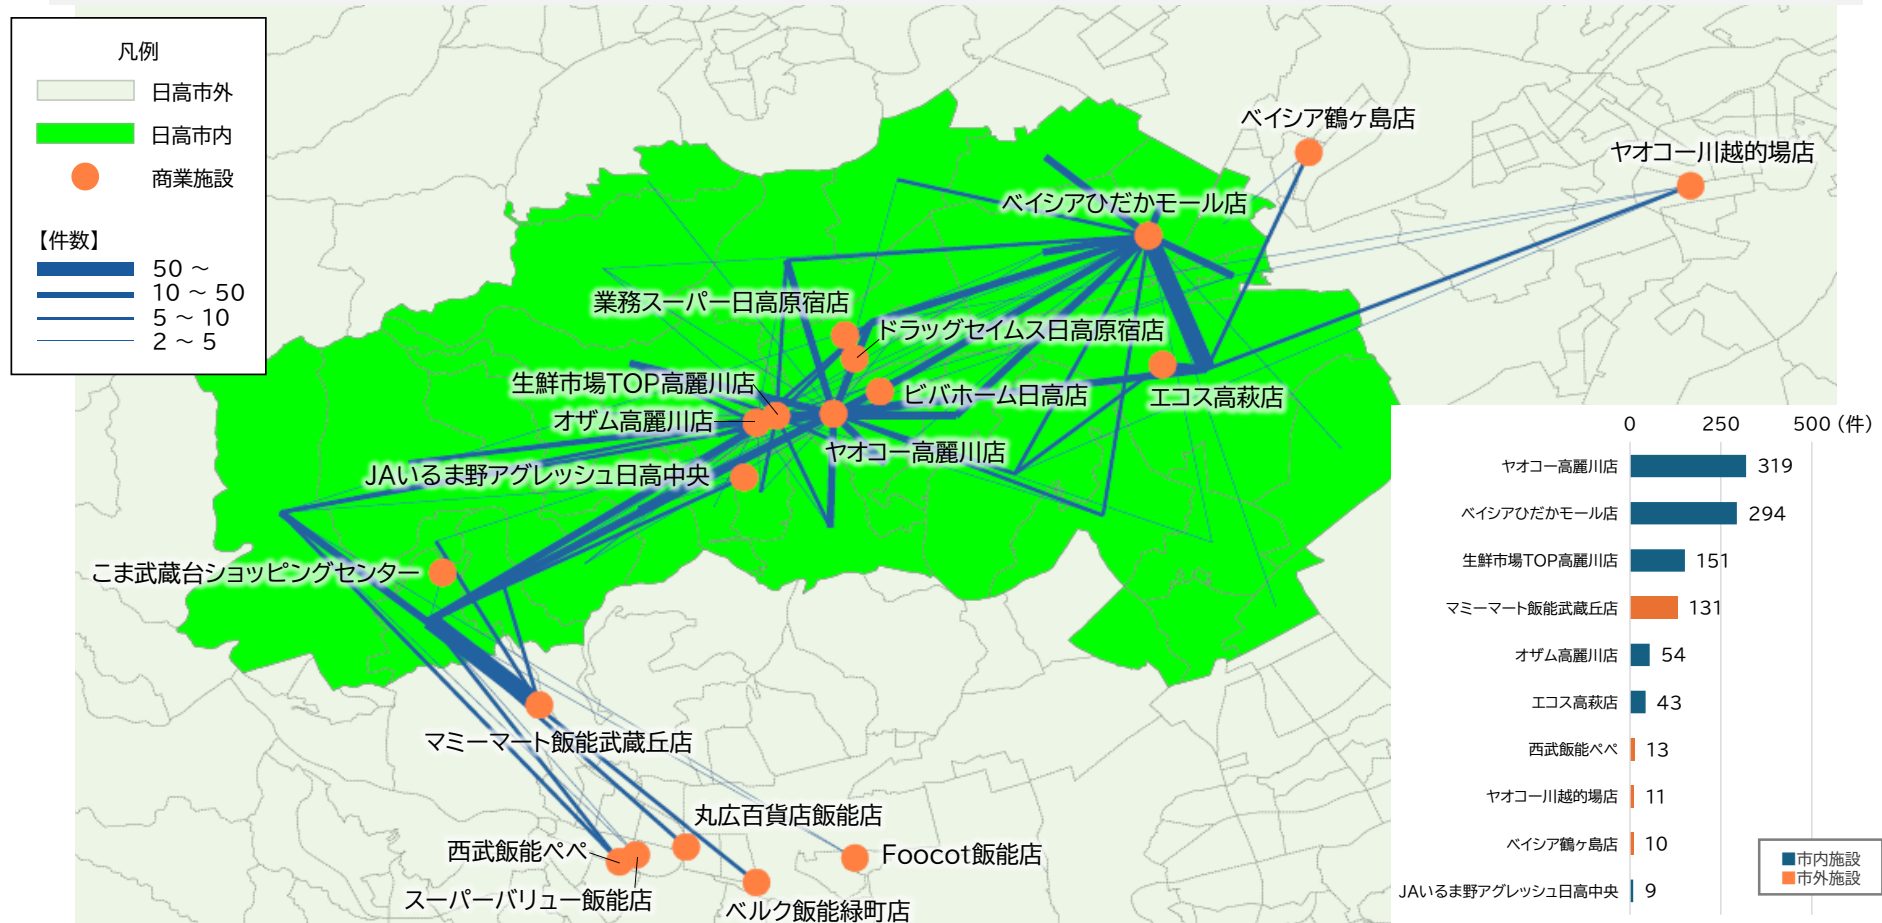 凡例
日高市外
日高市内
商業施設
【件数】
50 ～
10 ～ 50
5 ～ 10
2 ～ 5
ベイシア鶴ヶ島店
ヤオコー川越的場店
ベイシアひだかモール店
業務スーパー日高原宿店
ドラッグセイムス日高原宿店
生鮮市場TOP高麗川店
ビバホーム日高店
エコス高萩店
オザム高麗川店
ヤオコー高麗川店
JAいるま野アグレッシュ日高中央
こま武蔵台ショッピングセンター
マミーマート飯能武蔵丘店
丸広百貨店飯能店
西武飯能ぺぺ
Foocot飯能店
スーパーバリュー飯能店
ベルク飯能緑町店
0 250 500 (件)
ヤオコー高麗川店 319
ベイシアひだかモール店 294
生鮮市場TOP高麗川店 151
マミーマート飯能武蔵丘店 131
オザム高麗川店 54
エコス高萩店 43
西武飯能ぺぺ 13
ヤオコー川越的場店 11
ベイシア鶴ヶ島店 10
JAいるま野アグレッシュ日高中央 9
市内施設
市外施設